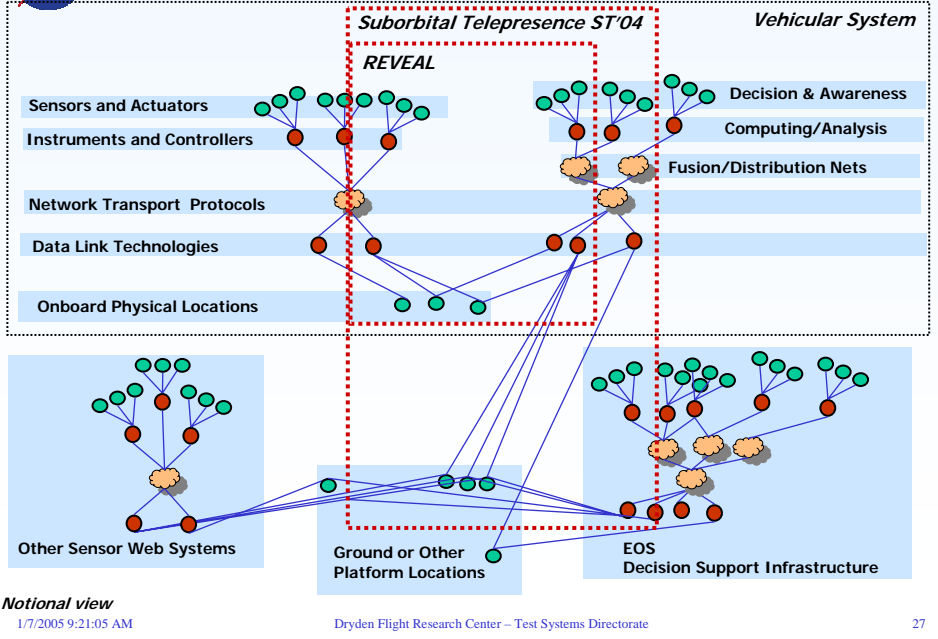 Suborbital Telepresence ST'04
Vehicular System
REVEAL
Sensors and Actuators
Decision & Awareness
Instruments and Controllers
Computing/Analysis
Fusion/Distribution Nets
Network Transport Protocols
Data Link Technologies
Onboard Physical Locations
Other Sensor Web Systems
Ground or Other
Platform Locations
EOS
Decision Support Infrastructure
Notional view
1/7/2005 9:21:05 AM
Dryden Flight Research Center – Test Systems Directorate
27